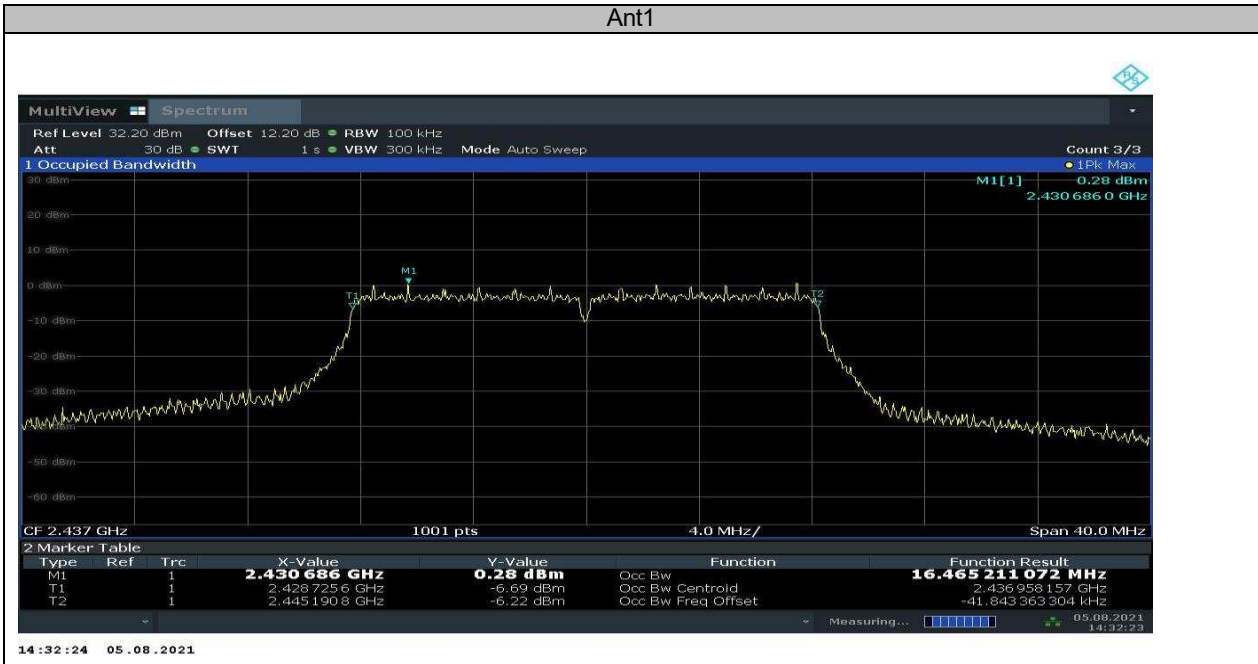 Ant1
R&S
MultiView Spectrum
Ref Level 32.20 dBm Offset 12.20 dB RBW 100 kHz
Att 30 dB SWT 1 s VBW 300 kHz Mode Auto Sweep Count 3/3
1 Occupied Bandwidth 1Pk Max
30 dBm M1[1] 0.28 dBm
2.430 686 0 GHz
20 dBm
10 dBm
M1
0 dBm
T1 T2
-10 dBm
-20 dBm
-30 dBm
-50 dBm
-60 dBm
CF 2.437 GHz 1001 pts 4.0 MHz/ Span 40.0 MHz
2 Marker Table
Type Ref Trc X-Value Y-Value Function Function Result
M1 1 2.430 686 GHz 0.28 dBm Occ Bw 16.465 211 072 MHz
T1 1 2.428 725 6 GHz -6.69 dBm Occ Bw Centroid 2.436 958 157 GHz
T2 1 2.445 190 8 GHz -6.22 dBm Occ Bw Freq Offset -41.843 363 304 kHz
Measuring... 05.08.2021
14:32:23
14:32:24 05.08.2021